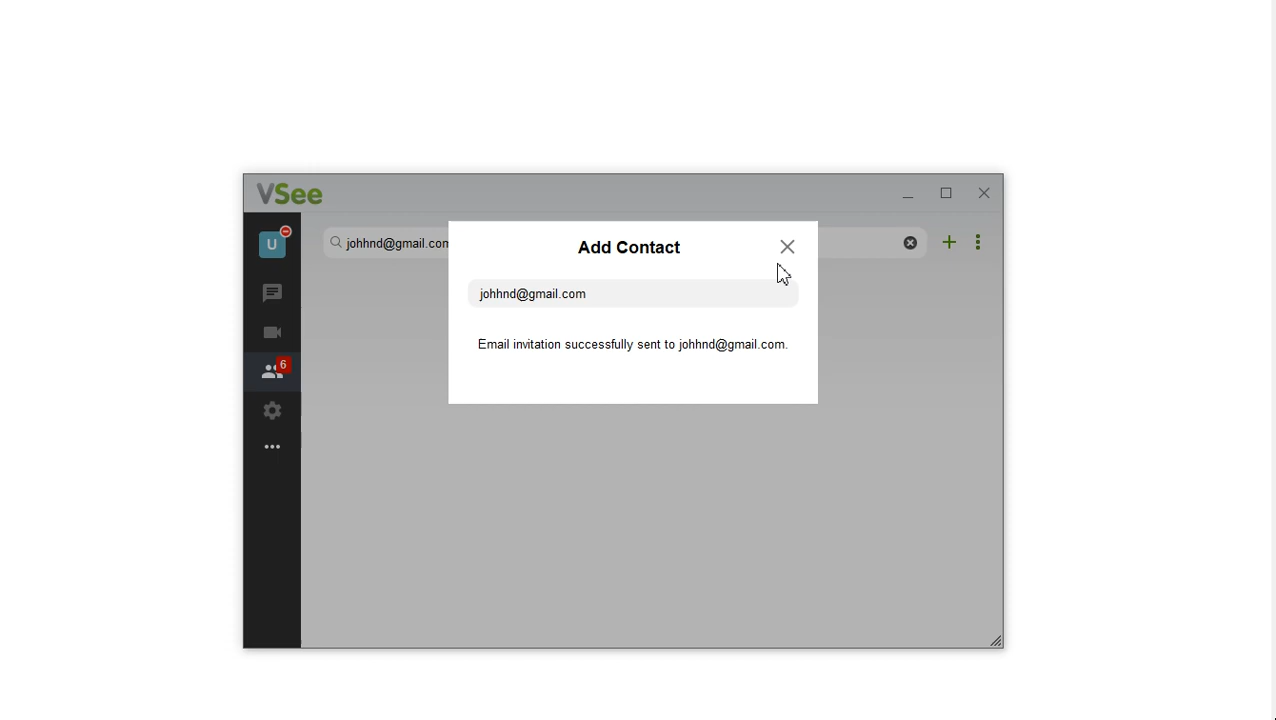 VSee
johhnd@gmail.com
Add Contact
U
johhnd@gmail.com
Email invitation successfully sent to johhnd@gmail.com.
6